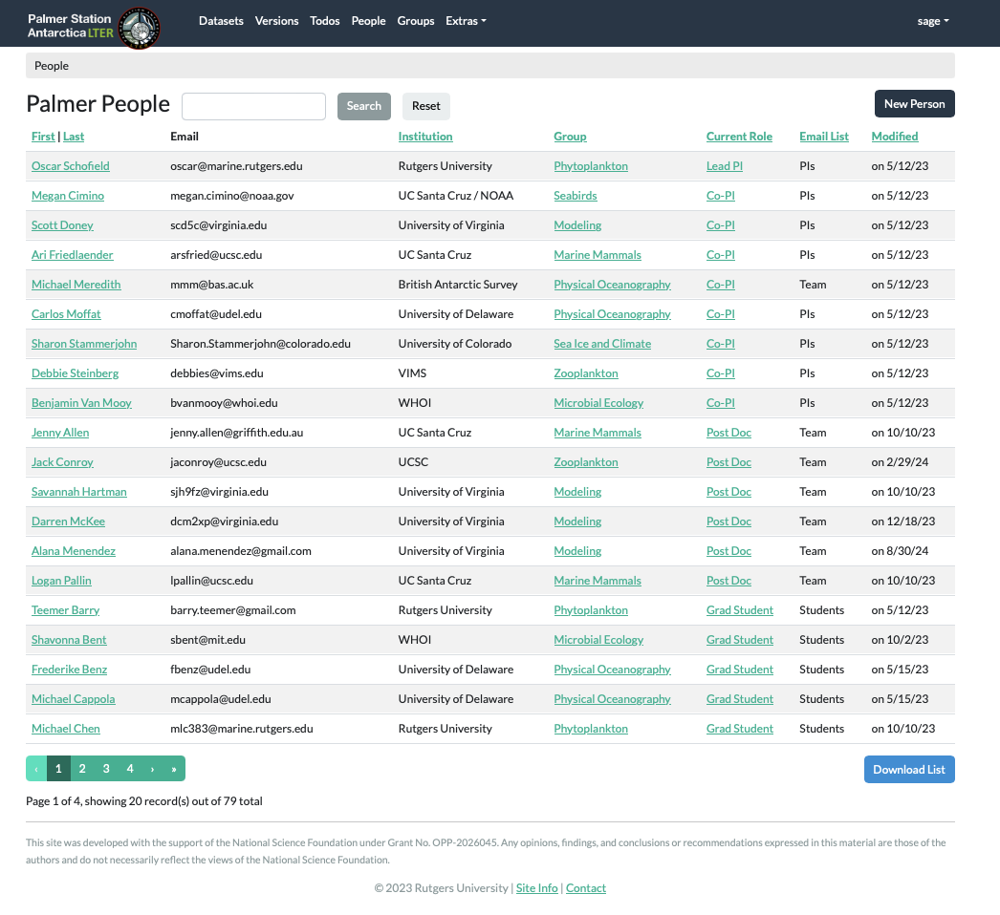 Palmer Station
Antarctica LTER
Datasets Versions Todos People Groups Extras sage
People
Palmer People Search Reset New Person
First | Last Email Institution Group Current Role Email List Modified
Oscar Schofield oscar@marine.rutgers.edu Rutgers University Phytoplankton Lead PI PIs on 5/12/23
Megan Cimino megan.cimino@noaa.gov UC Santa Cruz / NOAA Seabirds Co-PI PIs on 5/12/23
Scott Doney scd5c@virginia.edu University of Virginia Modeling Co-PI PIs on 5/12/23
Ari Friedlaender arsfried@ucsc.edu UC Santa Cruz Marine Mammals Co-PI PIs on 5/12/23
Michael Meredith mmm@bas.ac.uk British Antarctic Survey Physical Oceanography Co-PI Team on 5/12/23
Carlos Moffat cmoffat@udel.edu University of Delaware Physical Oceanography Co-PI PIs on 5/12/23
Sharon Stammerjohn Sharon.Stammerjohn@colorado.edu University of Colorado Sea Ice and Climate Co-PI PIs on 5/12/23
Debbie Steinberg debbies@vims.edu VIMS Zooplankton Co-PI PIs on 5/12/23
Benjamin Van Mooy bvanmooy@whoi.edu WHOI Microbial Ecology Co-PI PIs on 5/12/23
Jenny Allen jenny.allen@griffith.edu.au UC Santa Cruz Marine Mammals Post Doc Team on 10/10/23
Jack Conroy jaconroy@ucsc.edu UCSC Zooplankton Post Doc Team on 2/29/24
Savannah Hartman sjh9fz@virginia.edu University of Virginia Modeling Post Doc Team on 10/10/23
Darren McKee dcm2xp@virginia.edu University of Virginia Modeling Post Doc Team on 12/18/23
Alana Menendez alana.menendez@gmail.com University of Virginia Modeling Post Doc Team on 8/30/24
Logan Pallin lpallin@ucsc.edu UC Santa Cruz Marine Mammals Post Doc Team on 10/10/23
Teemer Barry barry.teemer@gmail.com Rutgers University Phytoplankton Grad Student Students on 5/12/23
Shavonna Bent sbent@mit.edu WHOI Microbial Ecology Grad Student Students on 10/2/23
Frederike Benz fbenz@udel.edu University of Delaware Physical Oceanography Grad Student Students on 5/15/23
Michael Cappola mcappola@udel.edu University of Delaware Physical Oceanography Grad Student Students on 5/15/23
Michael Chen mlc383@marine.rutgers.edu Rutgers University Phytoplankton Grad Student Students on 10/10/23
‹ 1 2 3 4 › » Download List
Page 1 of 4, showing 20 record(s) out of 79 total
This site was developed with the support of the National Science Foundation under Grant No. OPP-2026045. Any opinions, findings, and conclusions or recommendations expressed in this material are those of the
authors and do not necessarily reflect the views of the National Science Foundation.
© 2023 Rutgers University | Site Info | Contact